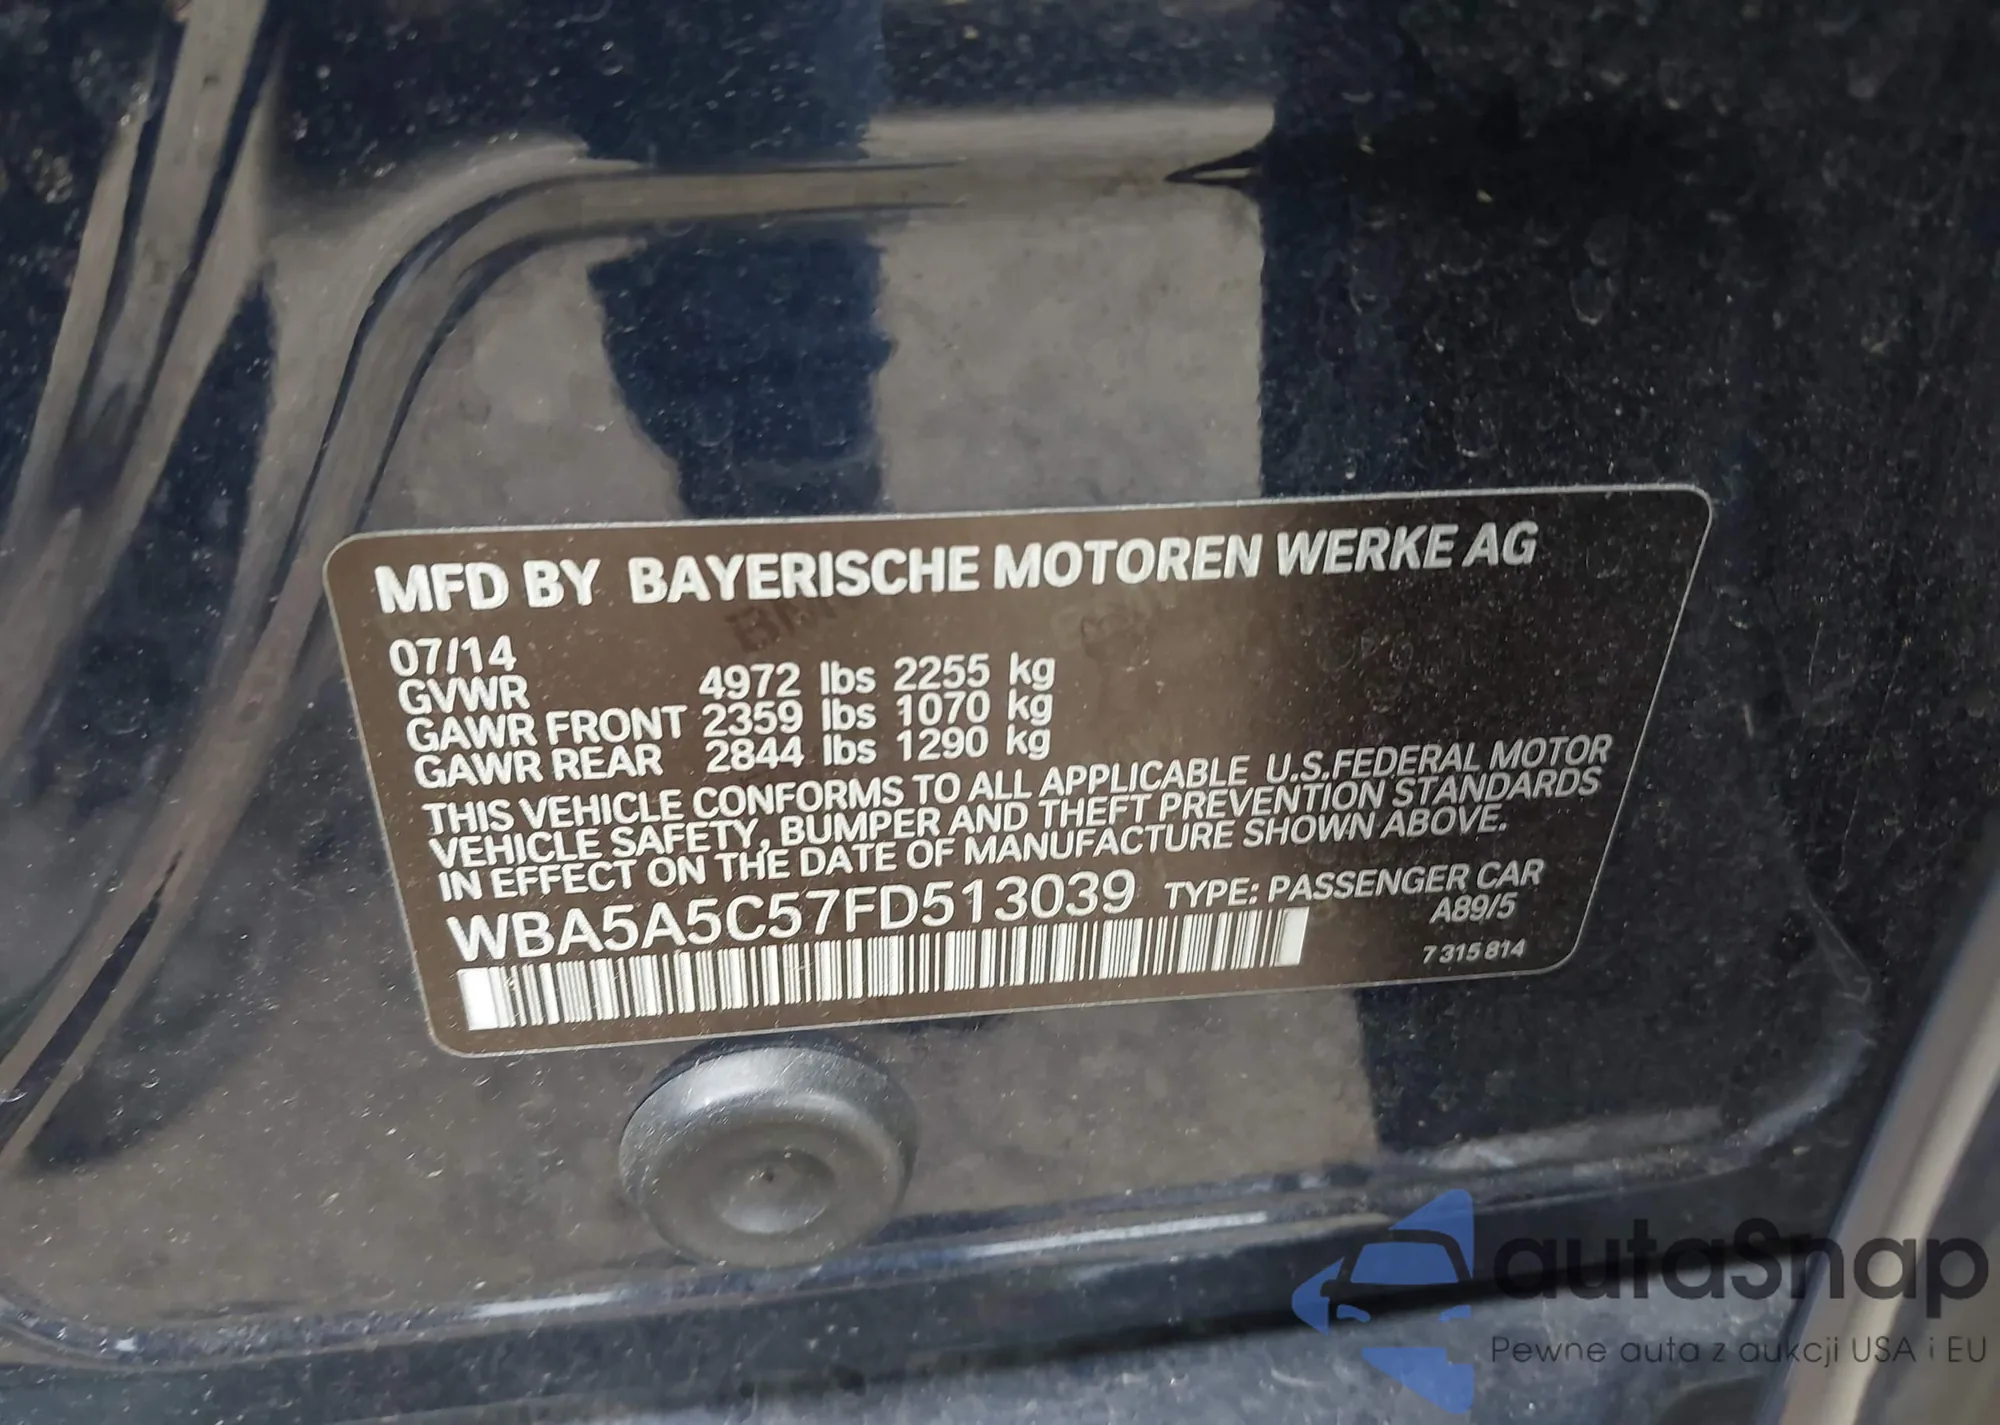 MFD BY BAYERISCHE MOTOREN WERKE AG
07/14
GVWR 4972 lbs 2255 kg
GAWR FRONT 2359 lbs 1070 kg
GAWR REAR 2844 lbs 1290 kg
THIS VEHICLE CONFORMS TO ALL APPLICABLE U.S.FEDERAL MOTOR
VEHICLE SAFETY, BUMPER AND THEFT PREVENTION STANDARDS
IN EFFECT ON THE DATE OF MANUFACTURE SHOWN ABOVE.
WBA5A5C57FD513039 TYPE: PASSENGER CAR
A89/5
7 315 814
autaSnap
Pewne auta z aukcji USA i EU